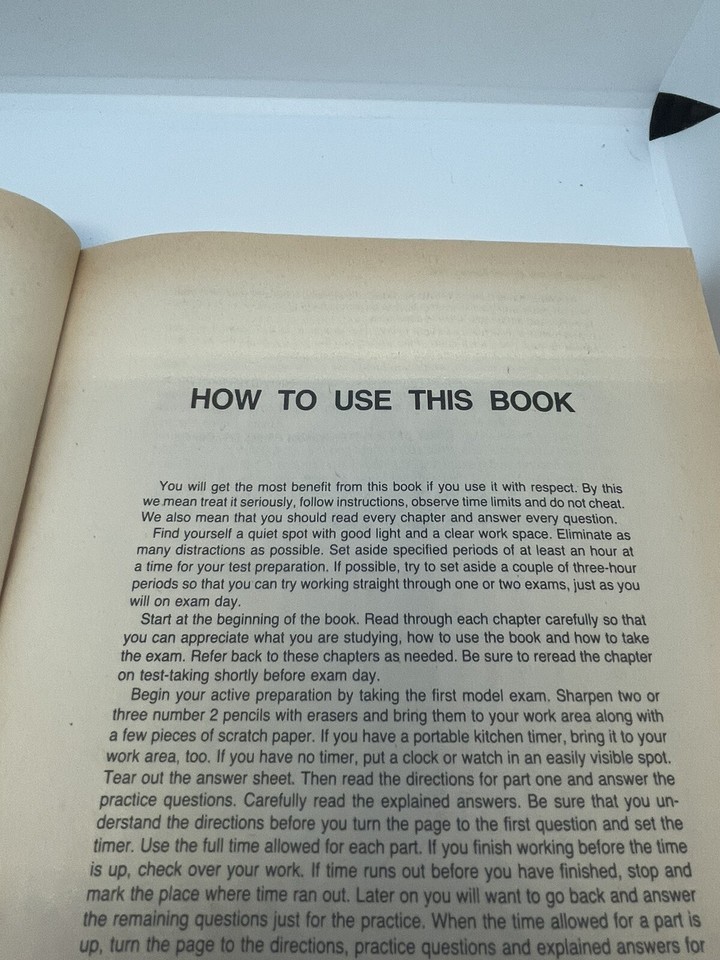 HOW TO USE THIS BOOK
You will get the most benefit from this book if you use it with respect. By this
we mean treat it seriously, follow instructions, observe time limits and do not cheat.
We also mean that you should read every chapter and answer every question.
Find yourself a quiet spot with good light and a clear work space. Eliminate as
many distractions as possible. Set aside specified periods of at least an hour at
a time for your test preparation. If possible, try to set aside a couple of three-hour
periods so that you can try working straight through one or two exams, just as you
will on exam day.
Start at the beginning of the book. Read through each chapter carefully so that
you can appreciate what you are studying, how to use the book and how to take
the exam. Refer back to these chapters as needed. Be sure to reread the chapter
on test-taking shortly before exam day.
Begin your active preparation by taking the first model exam. Sharpen two or
three number 2 pencils with erasers and bring them to your work area along with
a few pieces of scratch paper. If you have a portable kitchen timer, bring it to your
work area, too. If you have no timer, put a clock or watch in an easily visible spot.
Tear out the answer sheet. Then read the directions for part one and answer the
practice questions. Carefully read the explained answers. Be sure that you un-
derstand the directions before you turn the page to the first question and set the
timer. Use the full time allowed for each part. If you finish working before the time
is up, check over your work. If time runs out before you have finished, stop and
mark the place where time ran out. Later on you will want to go back and answer
the remaining questions just for the practice. When the time allowed for a part is
up, turn the page to the directions, practice questions and explained answers for